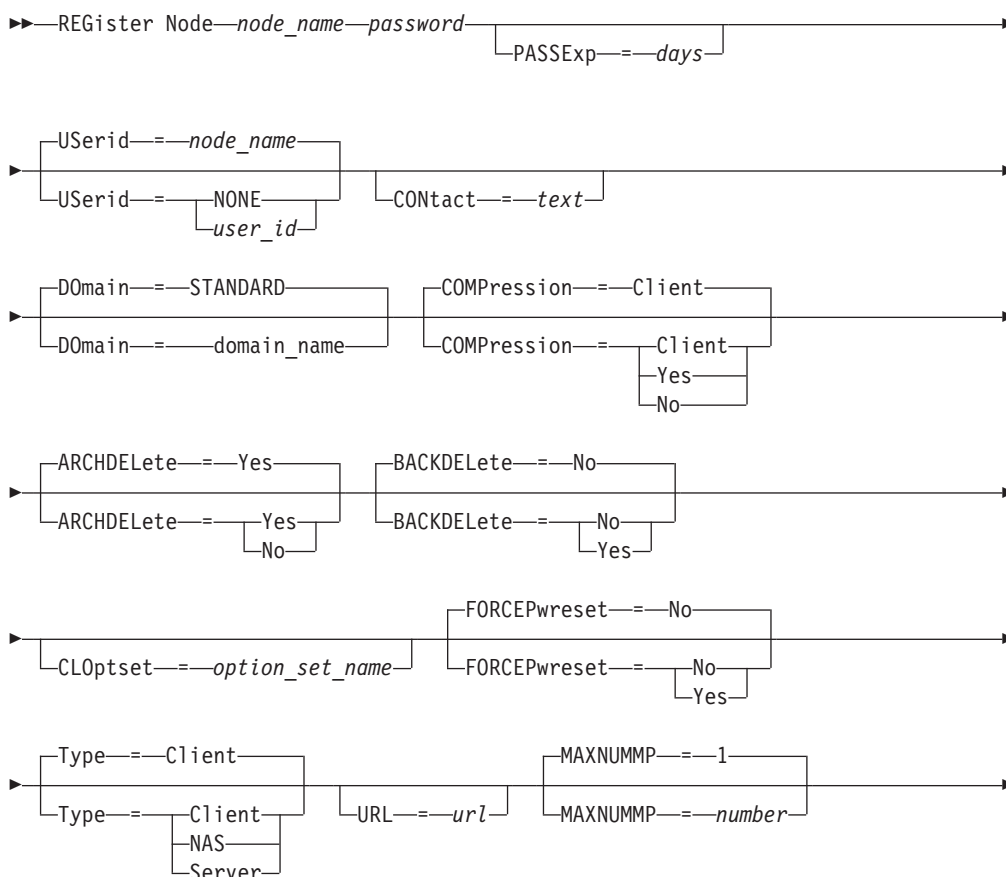 REGister Node node_name password
PASSExp = days
USerid = node_name
USerid = NONE
user_id
CONtact = text
DOmain = STANDARD
DOmain = domain_name
COMPression = Client
COMPression = Client
Yes
No
ARCHDELete = Yes
ARCHDELete = Yes
No
BACKDELete = No
BACKDELete = No
Yes
CLOptset = option_set_name
FORCEPwreset = No
FORCEPwreset = No
Yes
Type = Client
Type = Client
NAS
Server
URL = url
MAXNUMMP = 1
MAXNUMMP = number